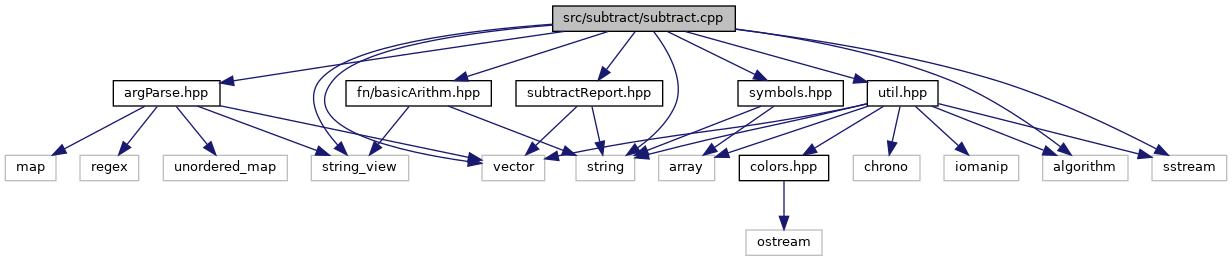 src/subtract/subtract.cpp
argParse.hpp
fn/basicArithm.hpp
subtractReport.hpp
symbols.hpp
util.hpp
map
regex
unordered_map
string_view
vector
string
array
colors.hpp
chrono
iomanip
algorithm
sstream
ostream